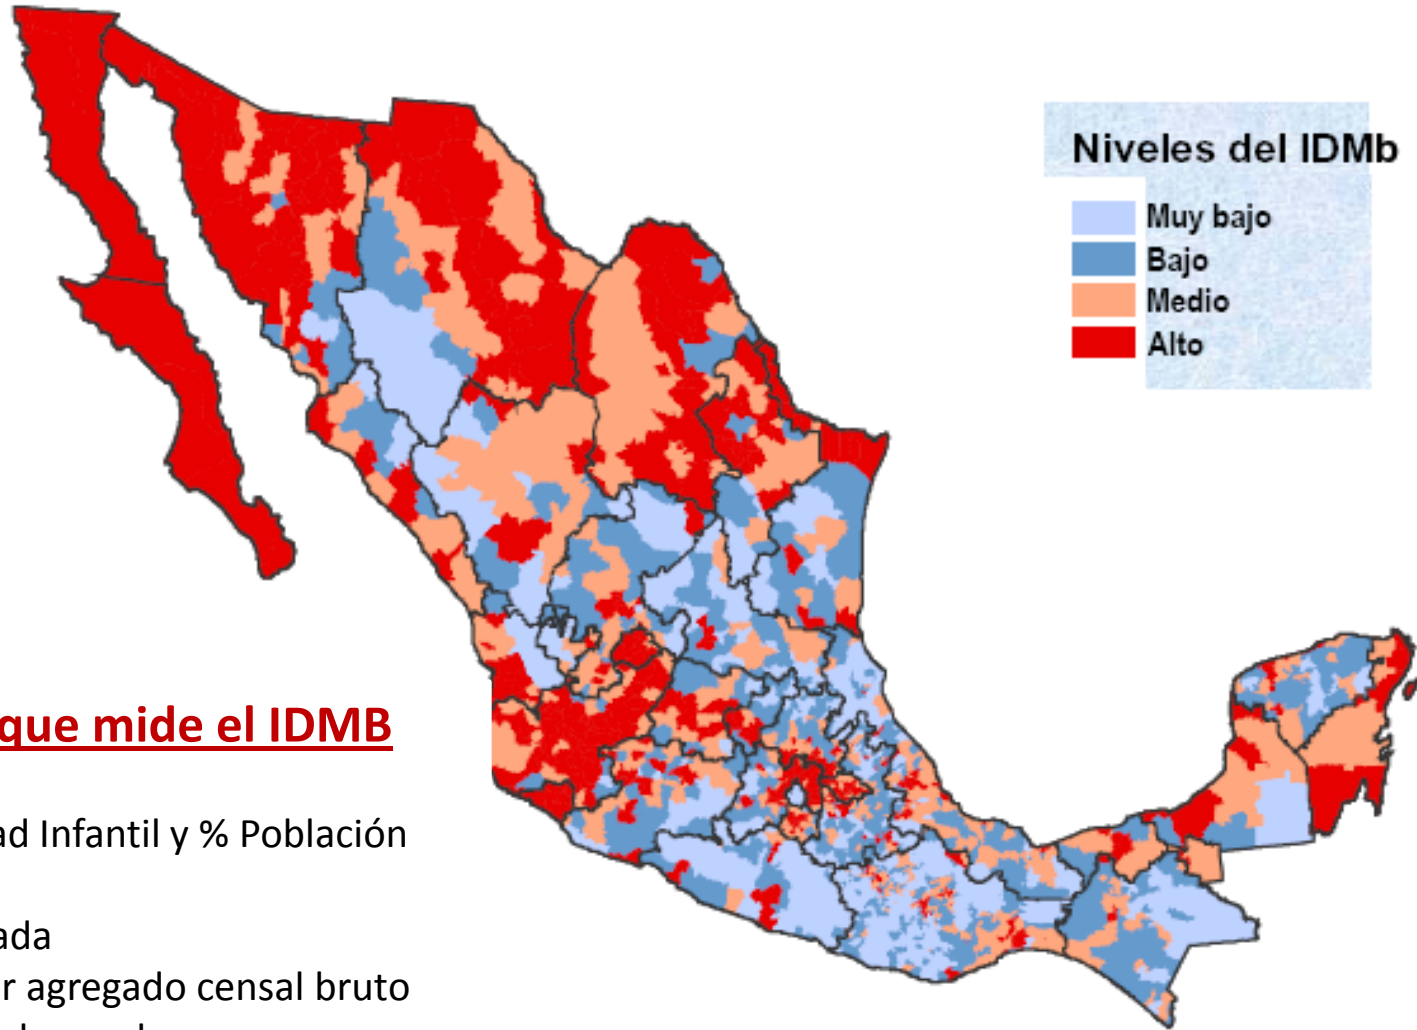 Niveles del IDMb
Muy bajo
Bajo
Medio
Alto
que mide el IDMB
ad Infantil y % Población
ada
r agregado censal bruto